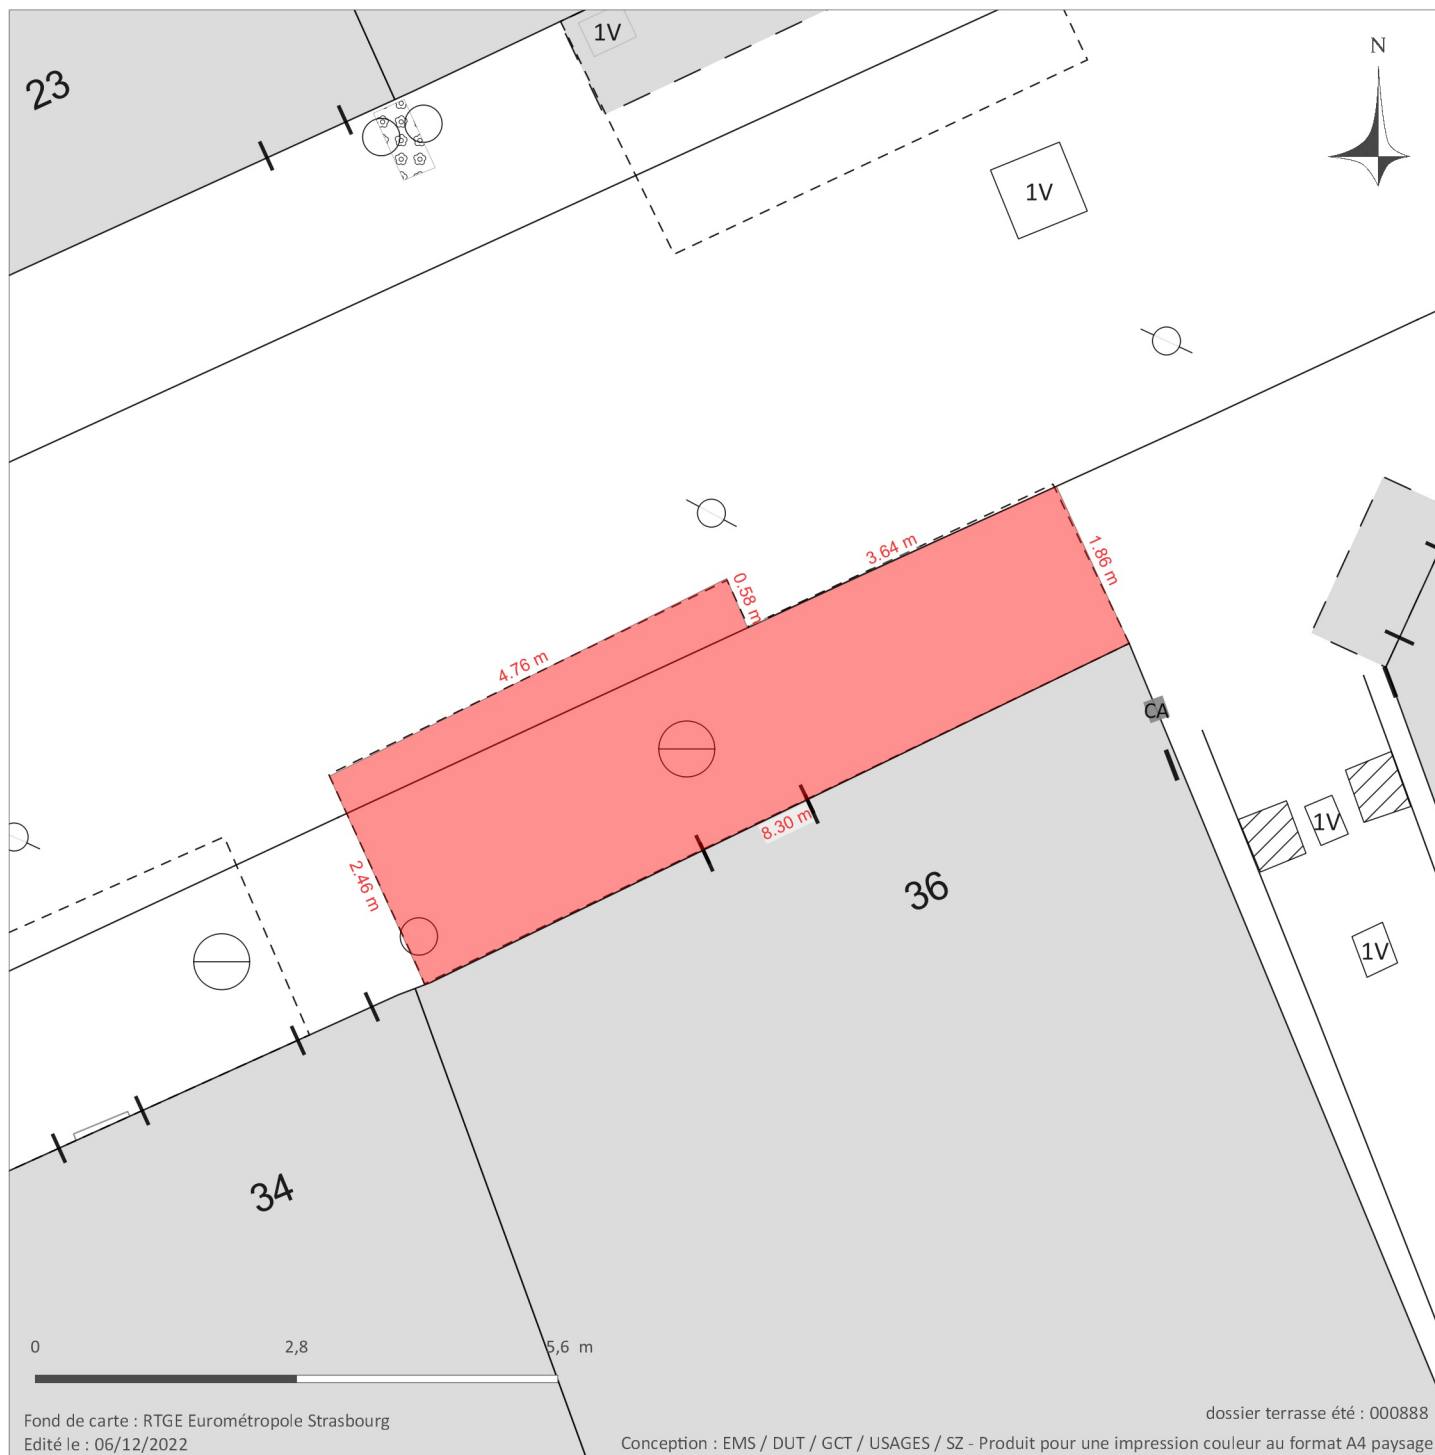 1V
N
23
1V
3.64 m
1.86 m
0.58 m
4.76 m
CA
8.30 m
1V
2.46 m
36
1V
34
0 2,8 5,6 m
dossier terrasse été : 000888
Fond de carte : RTGE Eurométropole Strasbourg
Edité le : 06/12/2022
Conception : EMS / DUT / GCT / USAGES / SZ - Produit pour une impression couleur au format A4 paysage